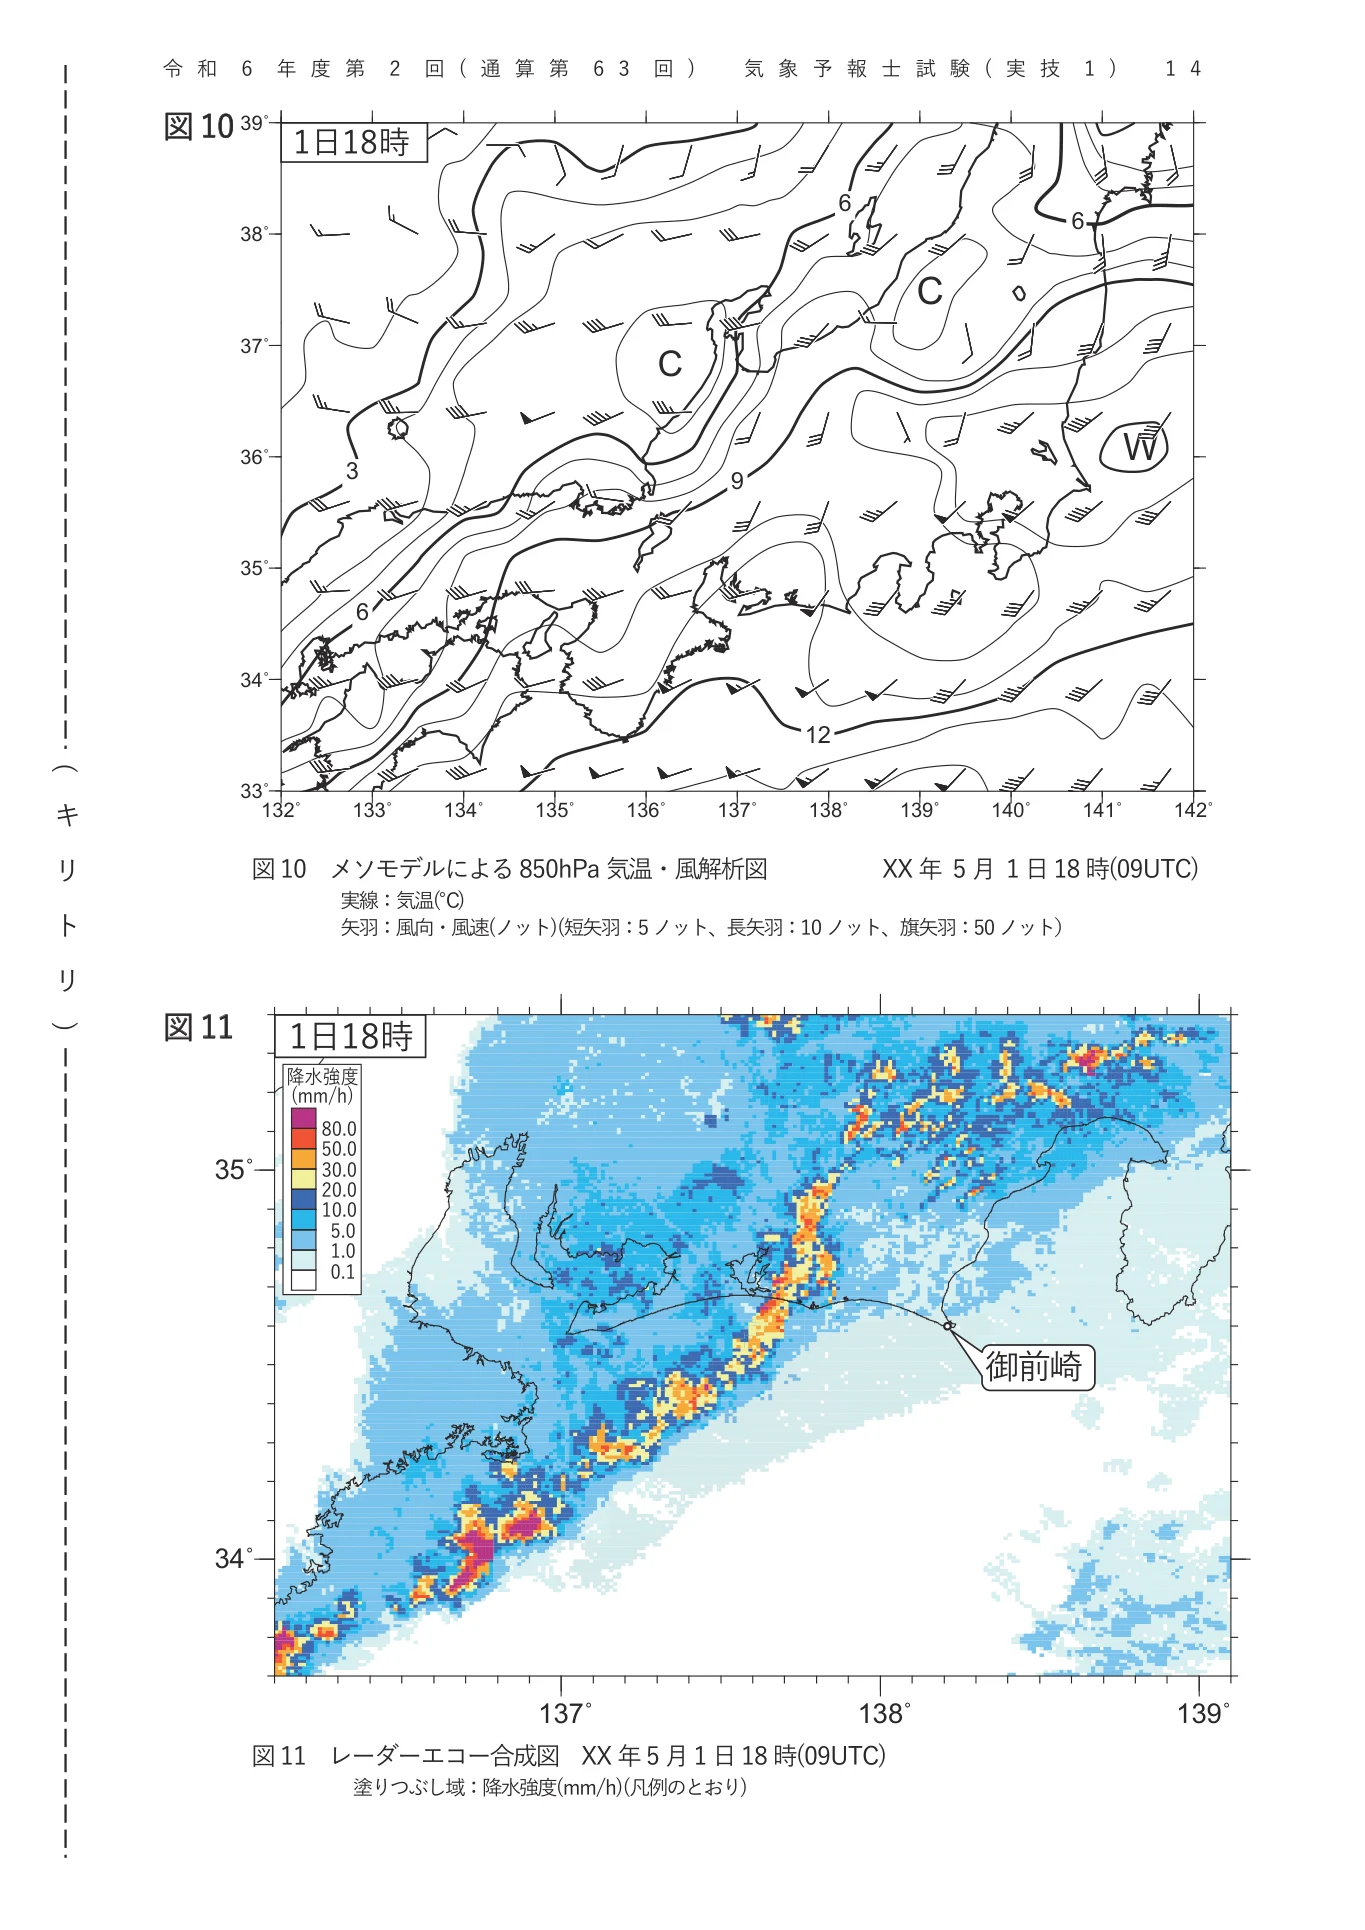 令和6年度第2回(通算第63回) 気象予報士試験(実技1) 14
(キリトリ)
図10
1日18時
39°
38°
37°
36°
35°
34°
33°
6
6
C
C
W
3
9
6
12
132 133° 134° 135° 136° 137° 138° 139° 140° 141° 142°
図10 メソモデルによる850hPa気温・風解析図 XX年 5月 1日18時(09UTC)
実線：気温(°C)
矢羽：風向・風速(ノット)(短矢羽：5ノット、長矢羽：10ノット、旗矢羽：50ノット)
図11
1日18時
降水強度
(mm/h)
80.0
50.0
30.0
20.0
10.0
5.0
1.0
0.1
35°
34°
御前崎
137° 138° 139°
図11 レーダーエコー合成図 XX年5月1日18時(09UTC)
塗りつぶし域：降水強度(mm/h)(凡例のとおり)